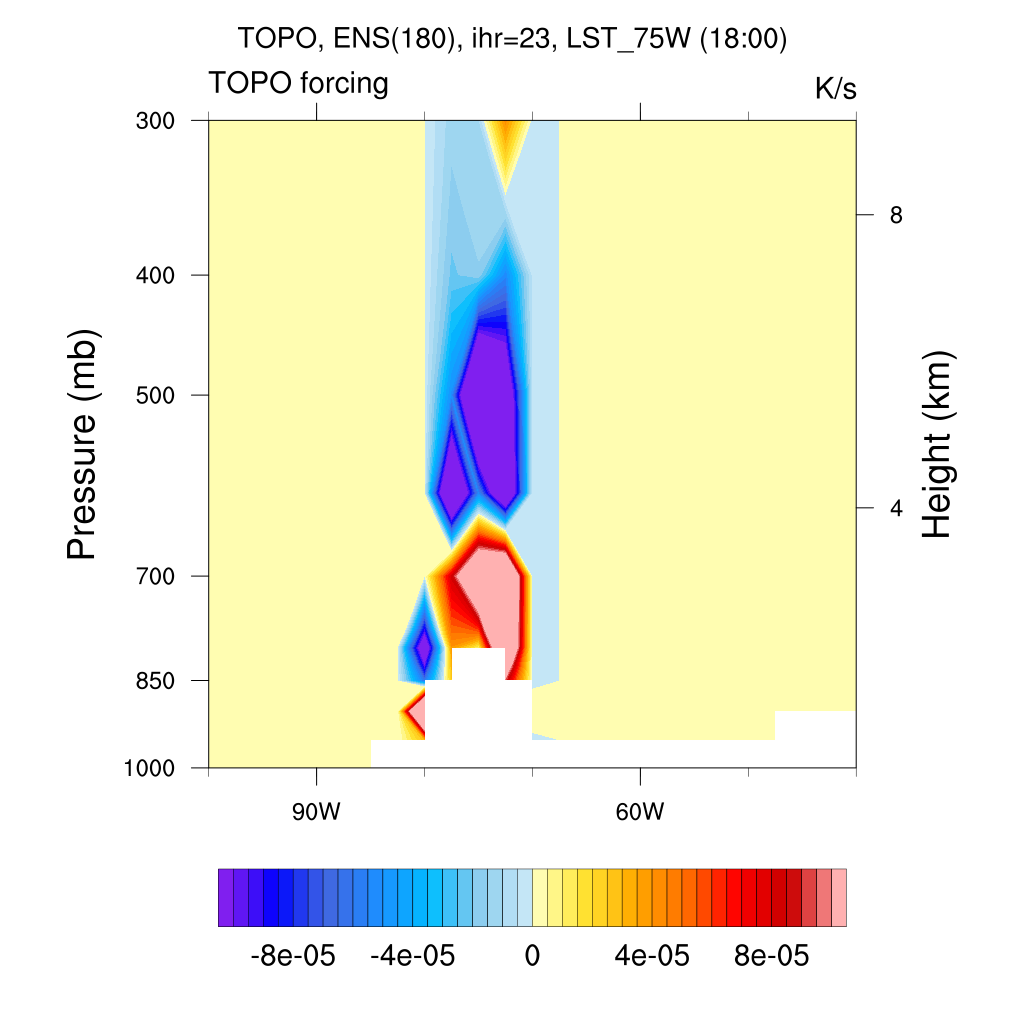 TOPO, ENS(180), ihr=23, LST_75W (18:00)
TOPO forcing
K/s
300
400
500
700
850
1000
Pressure (mb)
8
4
Height (km)
90W
60W
-8e-05
-4e-05
0
4e-05
8e-05